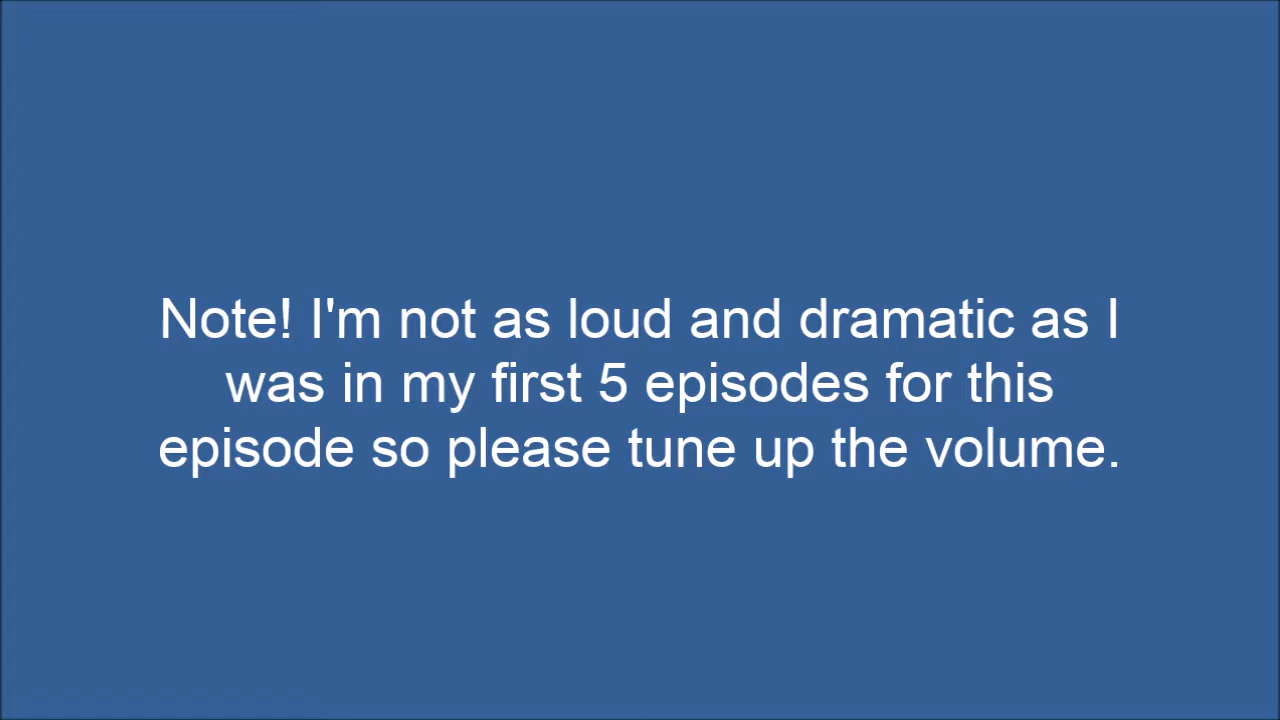 Note! I'm not as loud and dramatic as I
was in my first 5 episodes for this
episode so please tune up the volume.